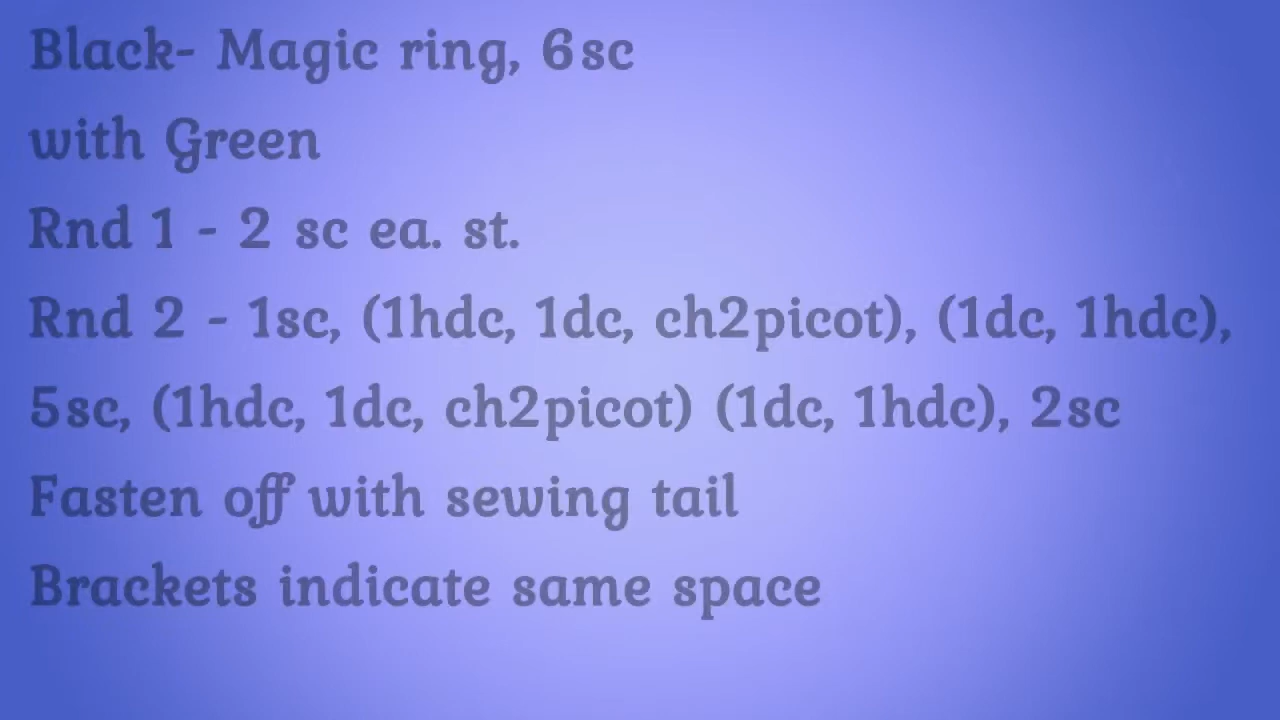 Black- Magic ring, 6sc
with Green
Rnd 1 - 2 sc ea. st.
Rnd 2 - 1sc, (1hdc, 1dc, ch2picot), (1dc, 1hdc),
5sc, (1hdc, 1dc, ch2picot) (1dc, 1hdc), 2sc
Fasten off with sewing tail
Brackets indicate same space